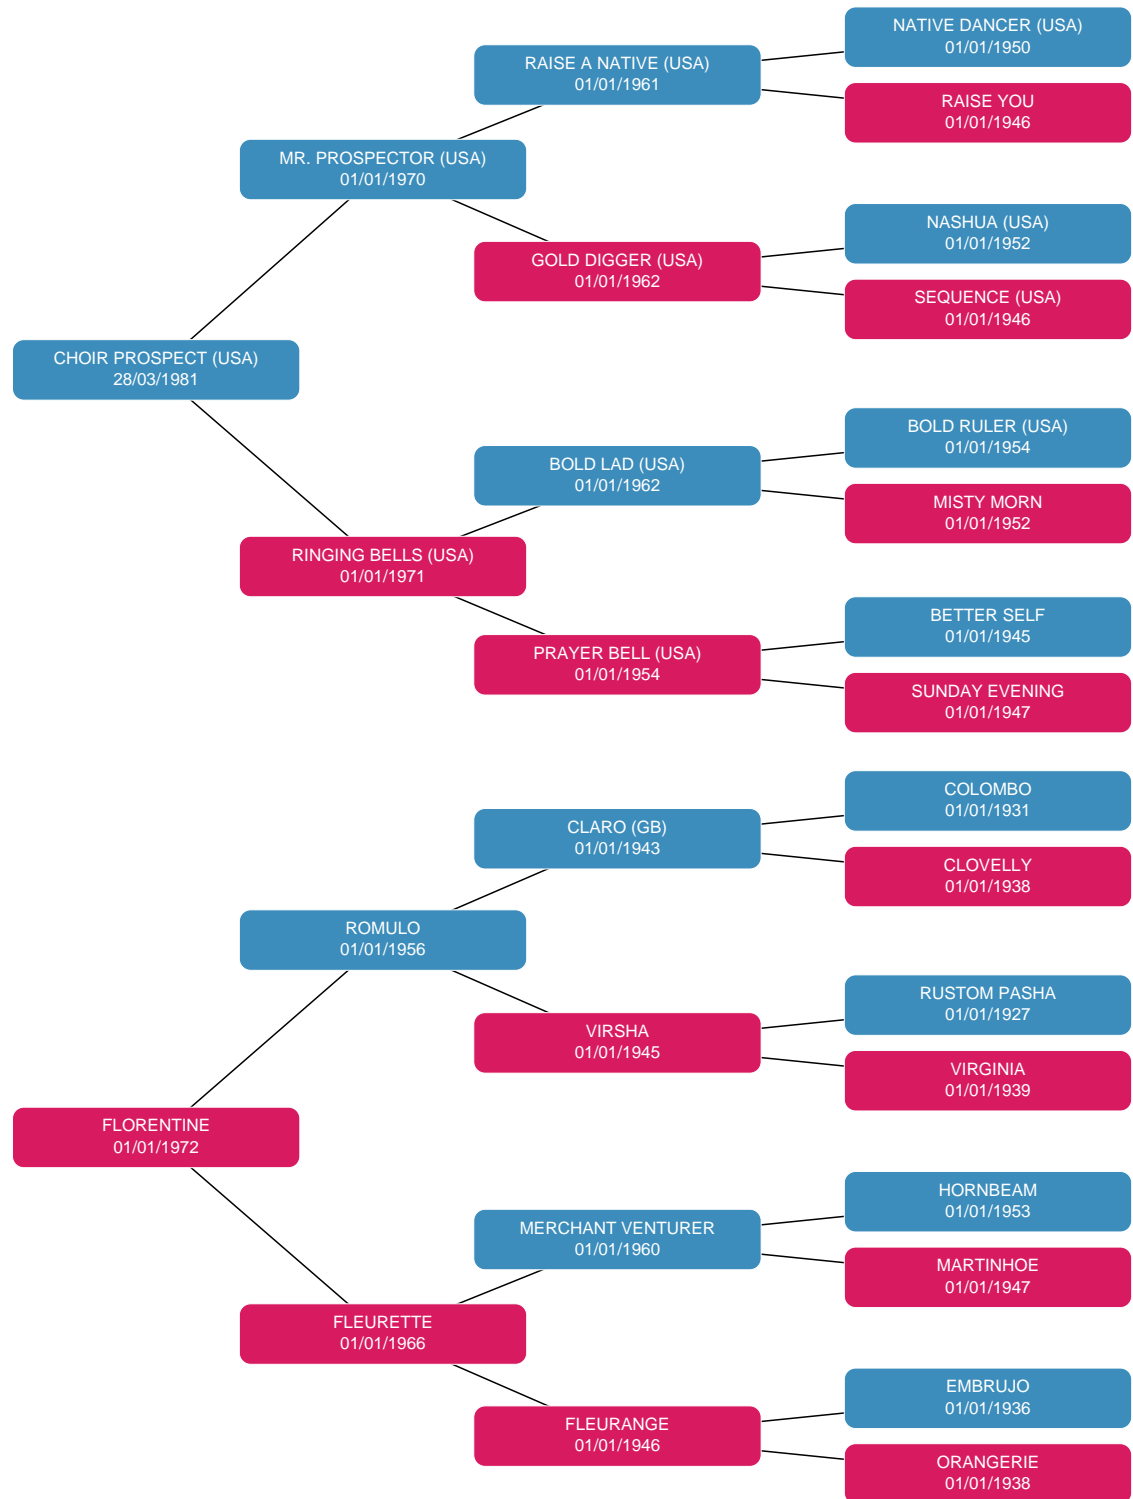 NATIVE DANCER (USA)
01/01/1950
RAISE A NATIVE (USA)
01/01/1961
RAISE YOU
01/01/1946
MR. PROSPECTOR (USA)
01/01/1970
NASHUA (USA)
01/01/1952
GOLD DIGGER (USA)
01/01/1962
SEQUENCE (USA)
01/01/1946
CHOIR PROSPECT (USA)
28/03/1981
BOLD RULER (USA)
01/01/1954
BOLD LAD (USA)
01/01/1962
MISTY MORN
01/01/1952
RINGING BELLS (USA)
01/01/1971
BETTER SELF
01/01/1945
PRAYER BELL (USA)
01/01/1954
SUNDAY EVENING
01/01/1947
COLOMBO
01/01/1931
CLARO (GB)
01/01/1943
CLOVELLY
01/01/1938
ROMULO
01/01/1956
RUSTOM PASHA
01/01/1927
VIRSHA
01/01/1945
VIRGINIA
01/01/1939
FLORENTINE
01/01/1972
HORNBEAM
01/01/1953
MERCHANT VENTURER
01/01/1960
MARTINHOE
01/01/1947
FLEURETTE
01/01/1966
EMBRUJO
01/01/1936
FLEURANGE
01/01/1946
ORANGERIE
01/01/1938